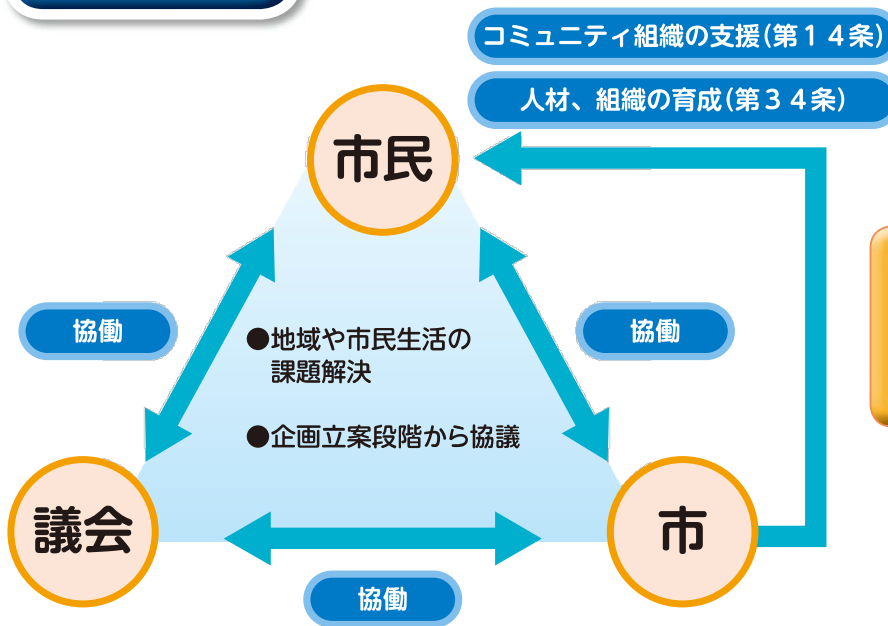 コミュニティ組織の支援(第14条)
人材、組織の育成(第34条)
市民
協働
協働
●地域や市民生活の
課題解決
●企画立案段階から協議
議会
市
協働